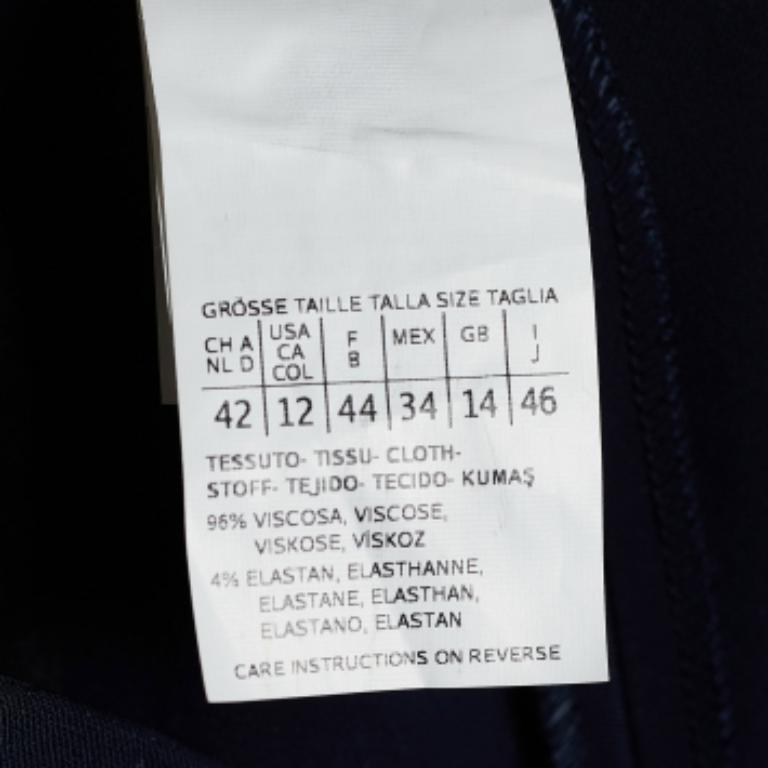 GRÖSSE TAILLE TALLA SIZE TAGLIA
CH A NL D | USA CA COL | F B | MEX | GB | I J
42 | 12 | 44 | 34 | 14 | 46
TESSUTO- TISSU- CLOTH-
STOFF- TEJIDO- TECIDO- KUMAŞ
96% VISCOSA, VISCOSE,
VISKOSE, VİSKOZ
4% ELASTAN, ELASTHANNE,
ELASTANE, ELASTHAN,
ELASTANO, ELASTAN
CARE INSTRUCTIONS ON REVERSE